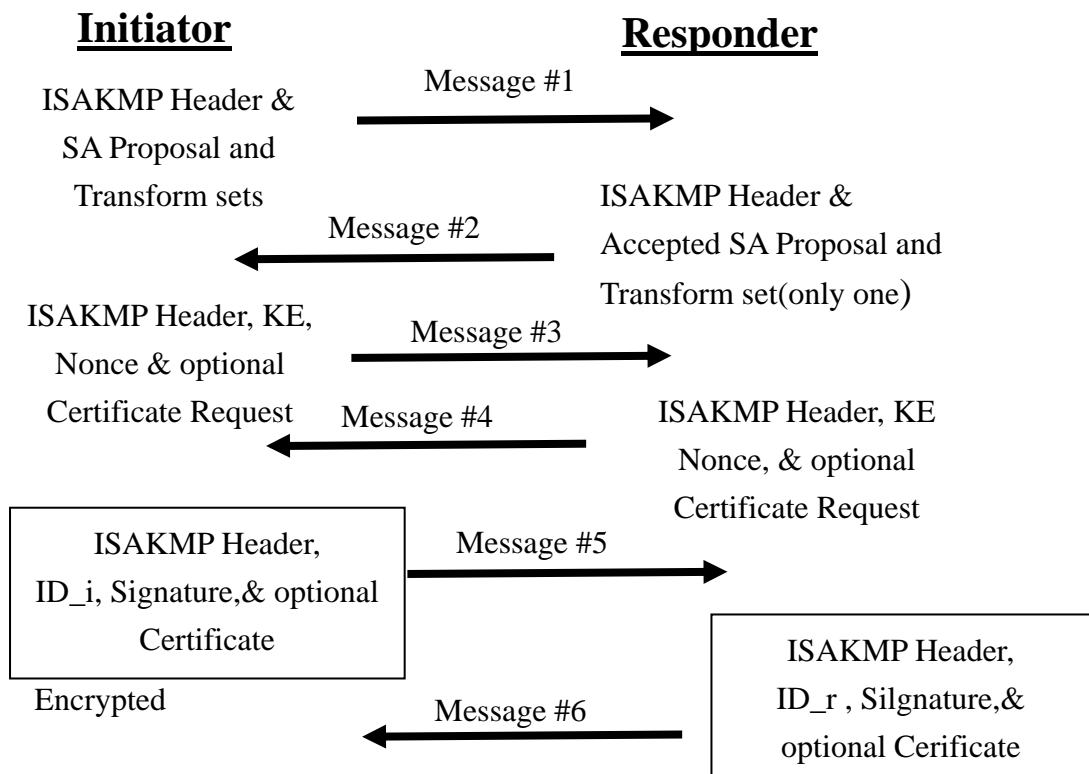 Initiator
Responder
Message #1
ISAKMP Header &
SA Proposal and
Transform sets
ISAKMP Header &
Message #2
Accepted SA Proposal and
Transform set(only one)
ISAKMP Header, KE,
Message #3
Nonce & optional
Certificate Request
Message #4
ISAKMP Header, KE
Nonce, & optional
Certificate Request
ISAKMP Header,
ID_i, Signature,& optional
Certificate
Message #5
Encrypted
ISAKMP Header,
ID_r , Silgnature,&
optional Cerificate
Message #6